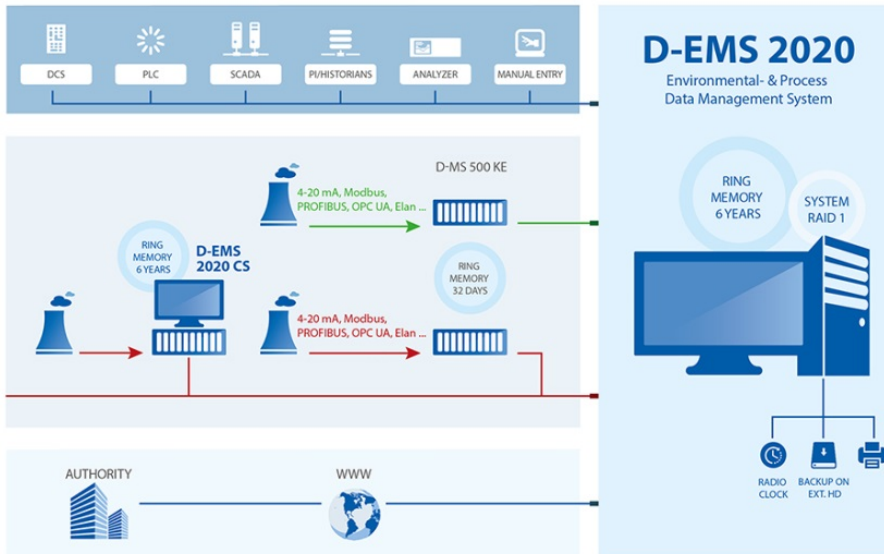 DCS
PLC
SCADA
PI/HISTORIANS
ANALYZER
MANUAL ENTRY
D-EMS 2020
Environmental- & Process
Data Management System
RING
MEMORY
6 YEARS
SYSTEM
RAID 1
D-MS 500 KE
4-20 mA, Modbus,
PROFIBUS, OPC UA, Elan ...
RING
MEMORY
6 YEARS
D-EMS
2020 CS
RING
MEMORY
32 DAYS
4-20 mA, Modbus,
PROFIBUS, OPC UA, Elan ...
RADIO
CLOCK
BACKUP ON
EXT. HD
AUTHORITY
WWW